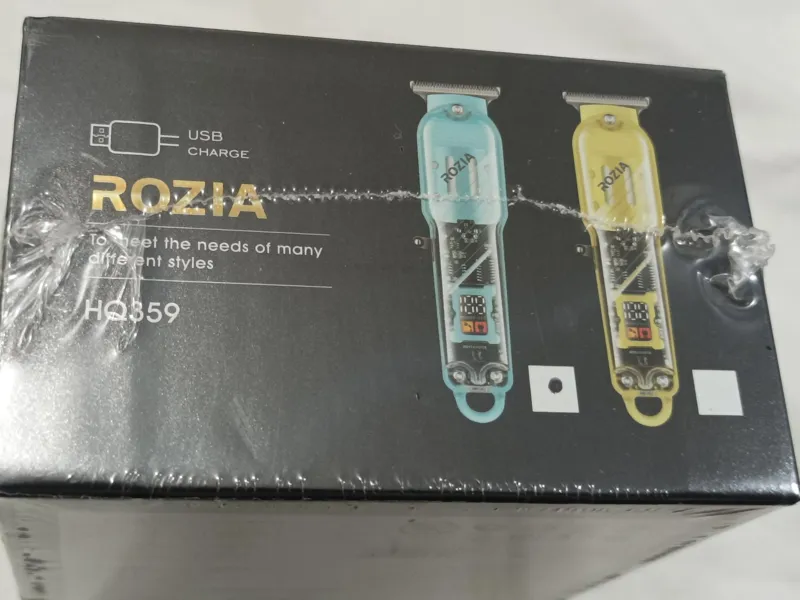 USB
CHARGE
ROZIA
To meet the needs of many
different styles
HQ359
ROZIA
ROZIA